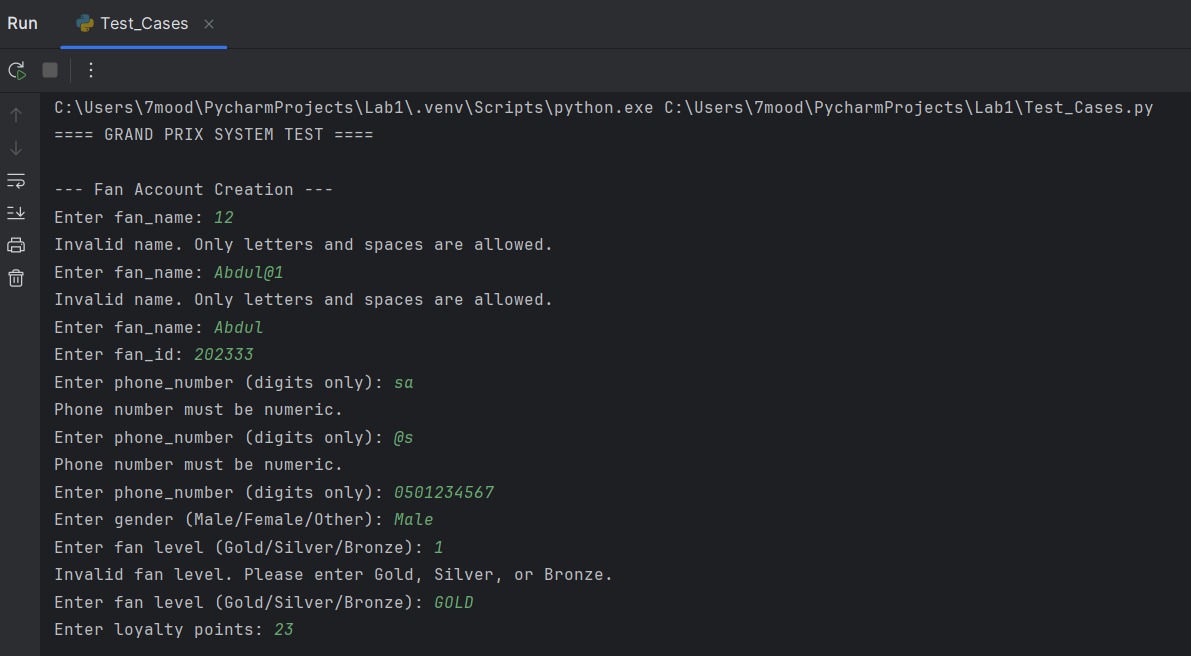 Run Test_Cases
C:\Users\7mood\PycharmProjects\Lab1\.venv\Scripts\python.exe C:\Users\7mood\PycharmProjects\Lab1\Test_Cases.py
==== GRAND PRIX SYSTEM TEST ====
--- Fan Account Creation ---
Enter fan_name: 12
Invalid name. Only letters and spaces are allowed.
Enter fan_name: Abdul@1
Invalid name. Only letters and spaces are allowed.
Enter fan_name: Abdul
Enter fan_id: 202333
Enter phone_number (digits only): sa
Phone number must be numeric.
Enter phone_number (digits only): @s
Phone number must be numeric.
Enter phone_number (digits only): 0501234567
Enter gender (Male/Female/Other): Male
Enter fan level (Gold/Silver/Bronze): 1
Invalid fan level. Please enter Gold, Silver, or Bronze.
Enter fan level (Gold/Silver/Bronze): GOLD
Enter loyalty points: 23